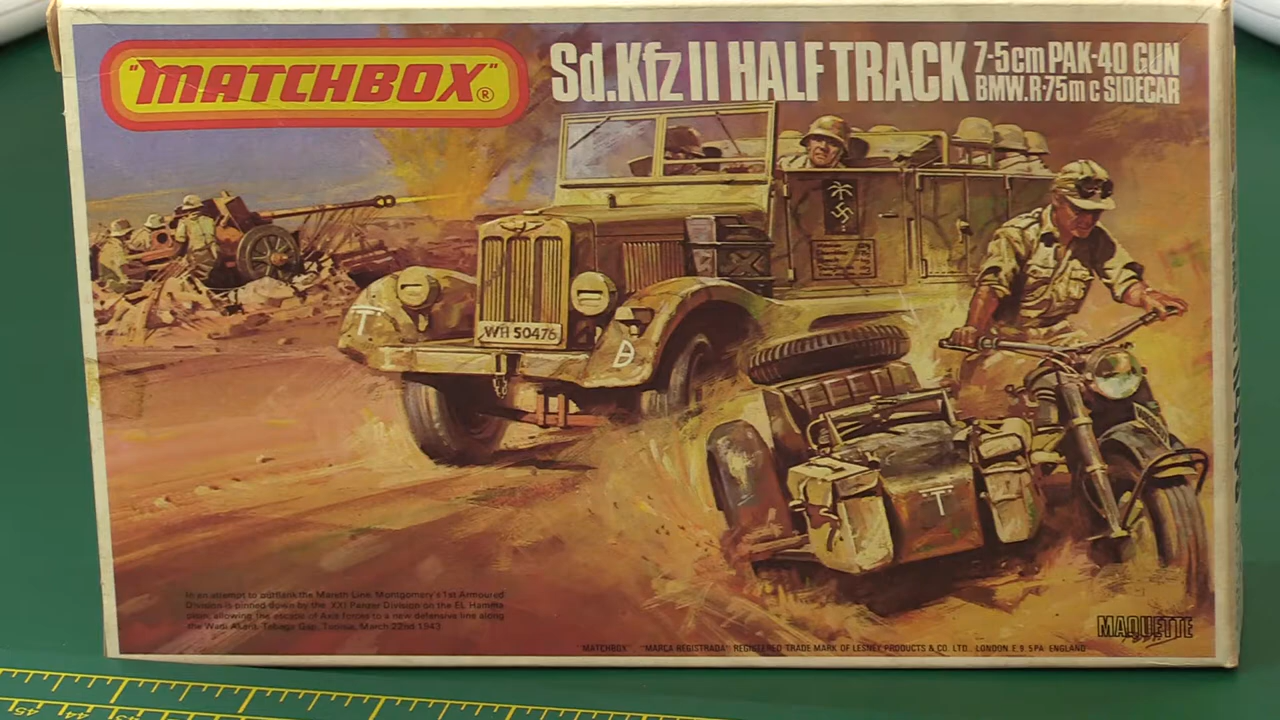 "MATCHBOX"®
Sd.Kfz II HALF TRACK
7-5cm PAK-40 GUN
BMW.R-75m c SIDECAR
WH 50476
T
T
In an attempt to outflank the Mareth Line, Montgomery's 1st Armoured
Division is pinned down by the XXI Panzer Division on the EL Hamma
plain, allowing the escape of Axis forces to a new defensive line along
the Wadi Akarit. Tebaga Gap, Tunisia, March 22nd 1943
MAQUETTE
"MATCHBOX" "MARCA REGISTRADA" REGISTERED TRADE MARK OF LESNEY PRODUCTS & CO. LTD. LONDON E.9. 5PA ENGLAND
45 44 43